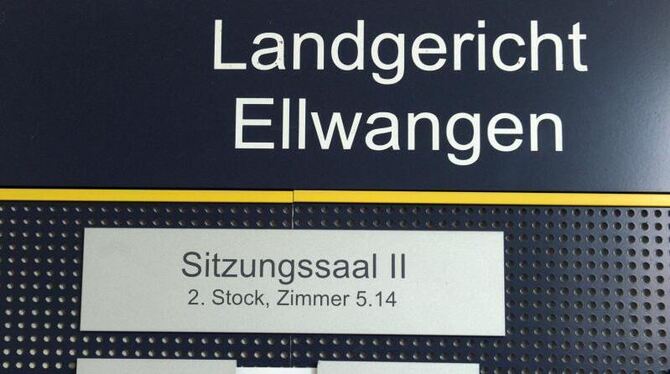 Landgericht
Ellwangen
Sitzungssaal II
2. Stock, Zimmer 5.14